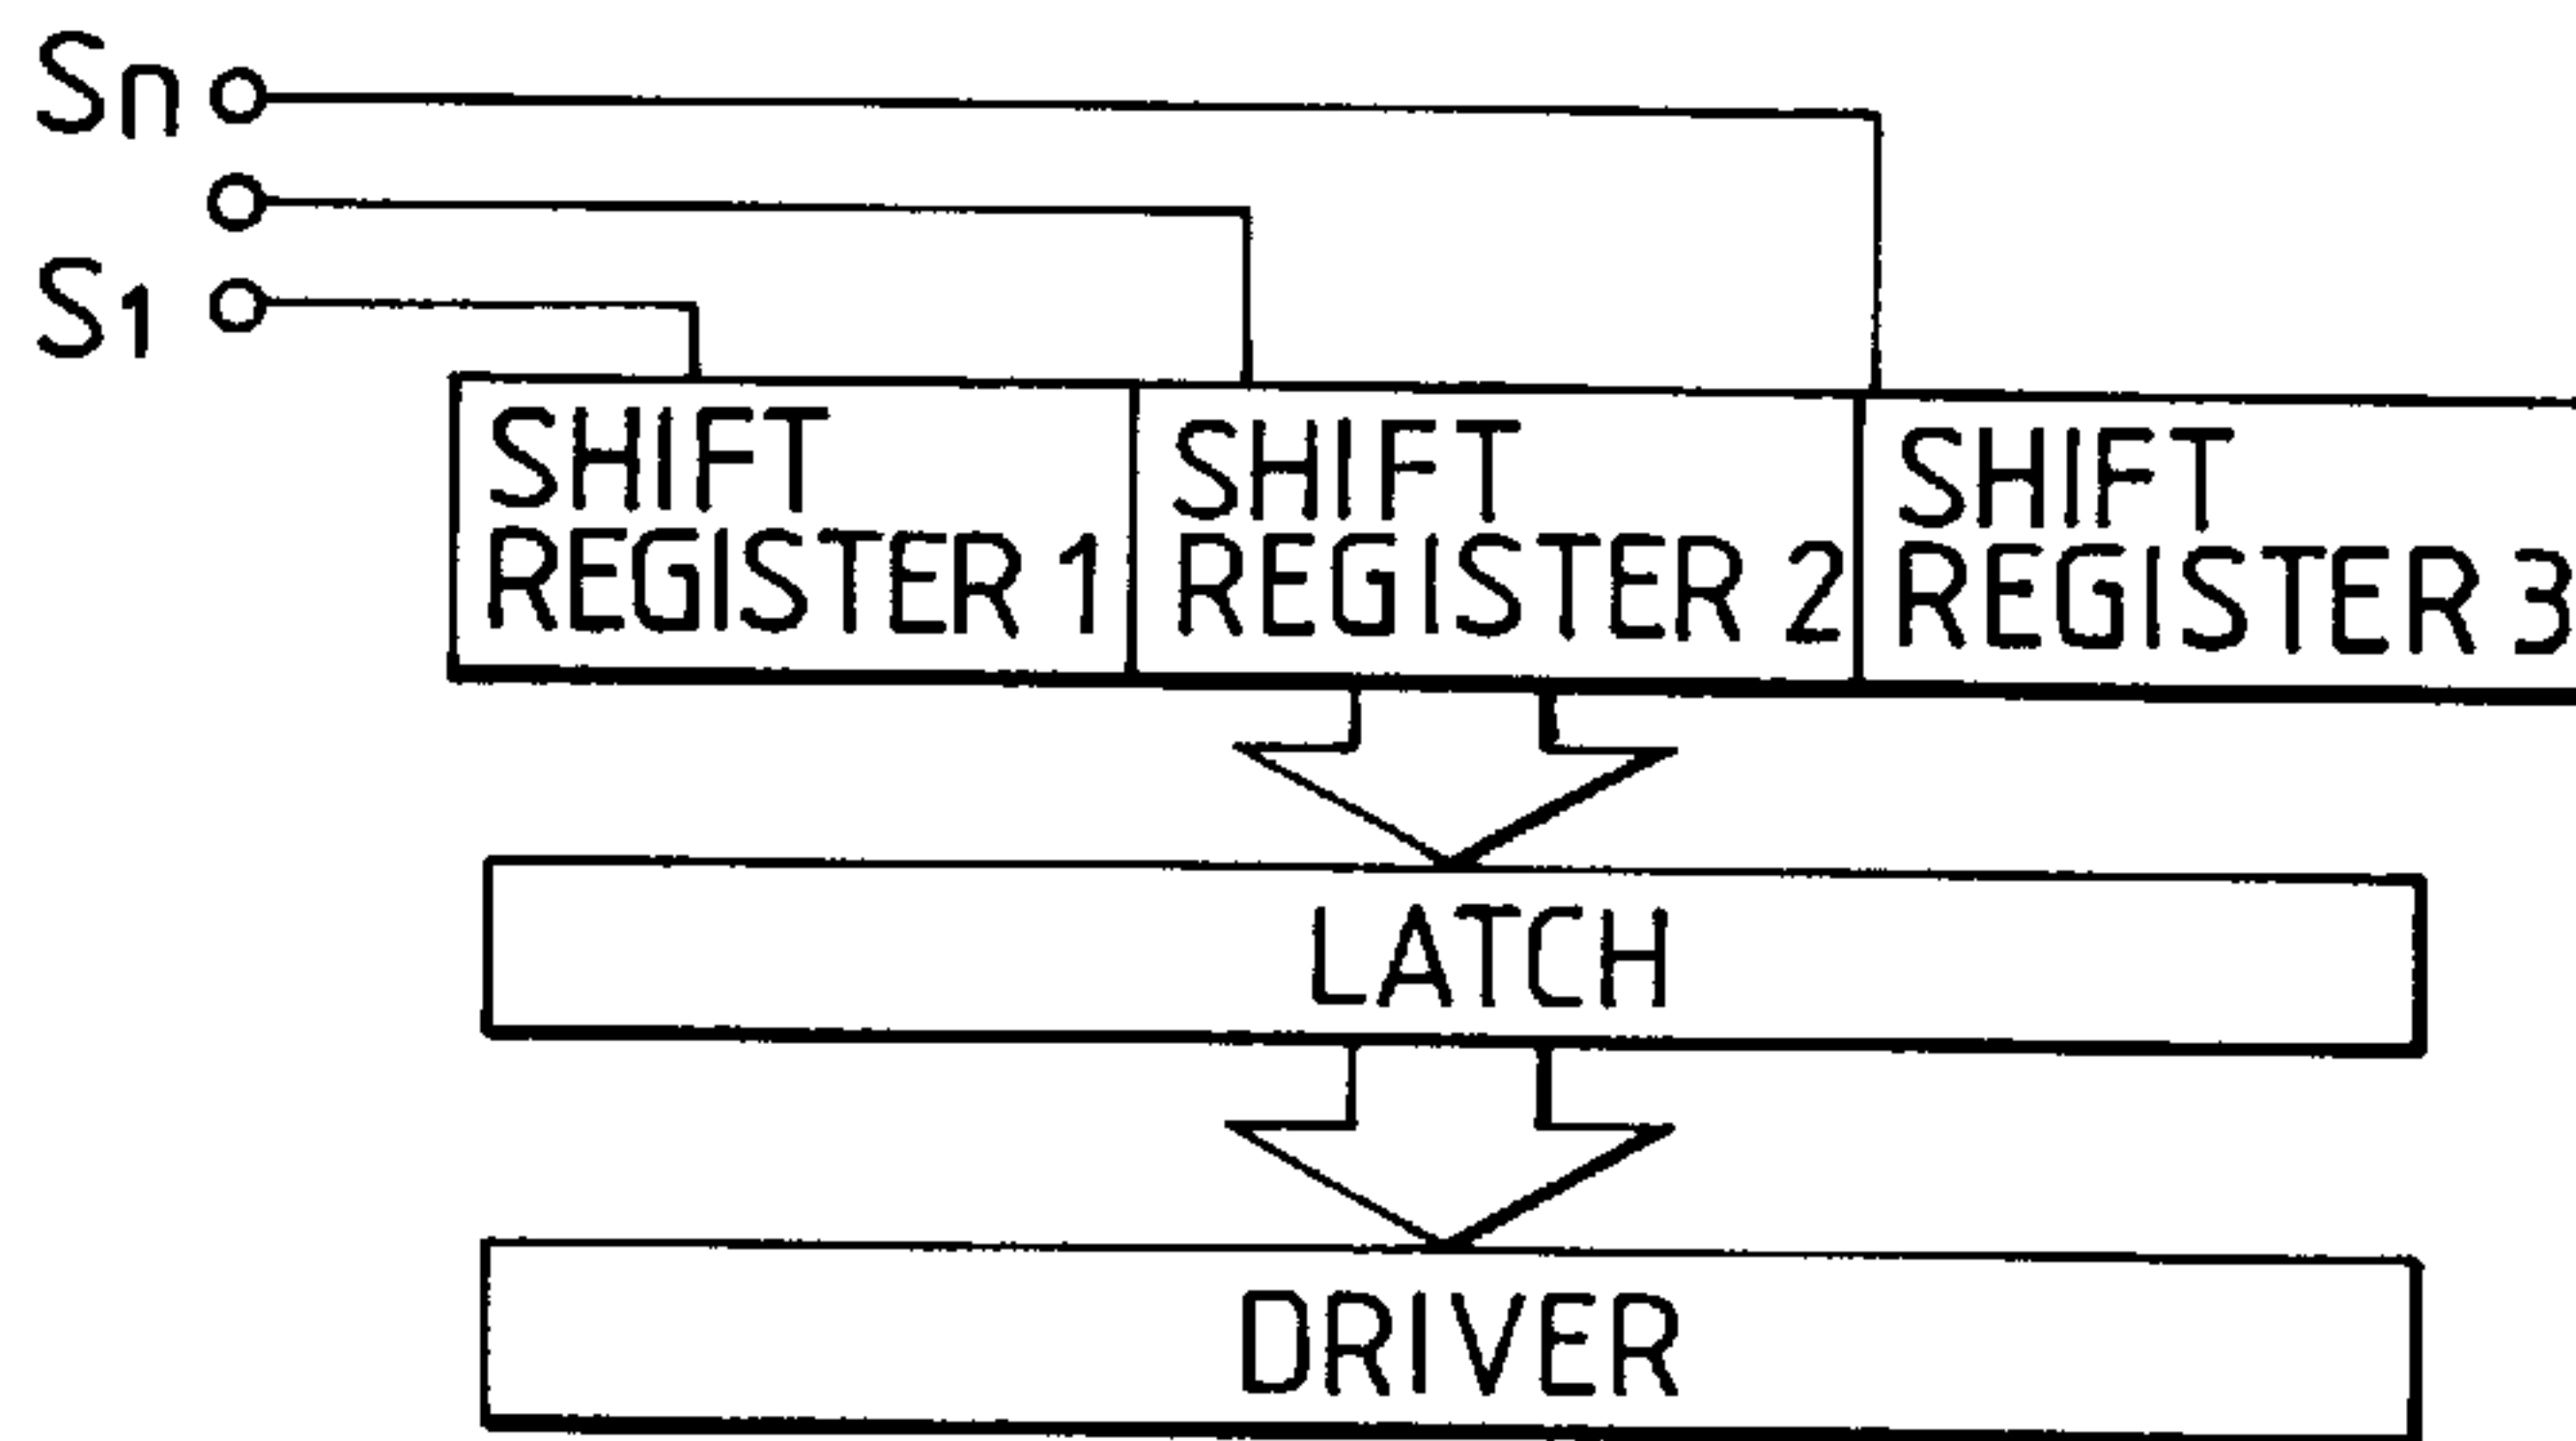 Sn
S1
SHIFT
REGISTER 1
SHIFT
REGISTER 2
SHIFT
REGISTER 3
LATCH
DRIVER